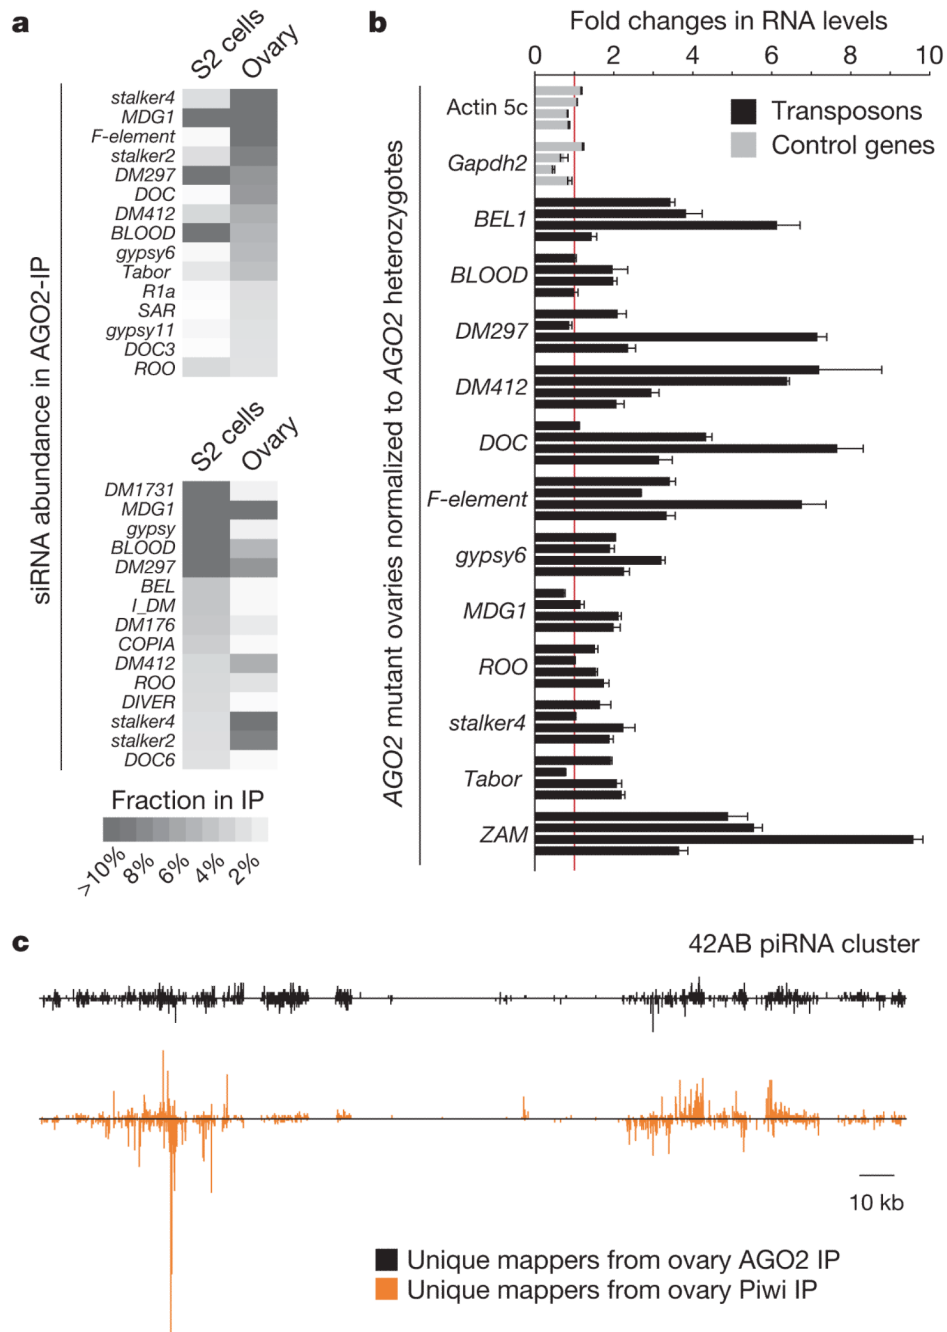 a
S2 cells
Ovary
siRNA abundance in AGO2-IP
stalker4
MDG1
F-element
stalker2
DM297
DOC
DM412
BLOOD
gypsy6
Tabor
R1a
SAR
gypsy11
DOC3
ROO
S2 cells
Ovary
DM1731
MDG1
gypsy
BLOOD
DM297
BEL
I_DM
DM176
COPIA
DM412
ROO
DIVER
stalker4
stalker2
DOC6
Fraction in IP
>10% 8% 6% 4% 2%
b
Fold changes in RNA levels
0 2 4 6 8 10
AGO2 mutant ovaries normalized to AGO2 heterozygotes
Transposons
Control genes
Actin 5c
Gapdh2
BEL1
BLOOD
DM297
DM412
DOC
F-element
gypsy6
MDG1
ROO
stalker4
Tabor
ZAM
c
42AB piRNA cluster
10 kb
Unique mappers from ovary AGO2 IP
Unique mappers from ovary Piwi IP